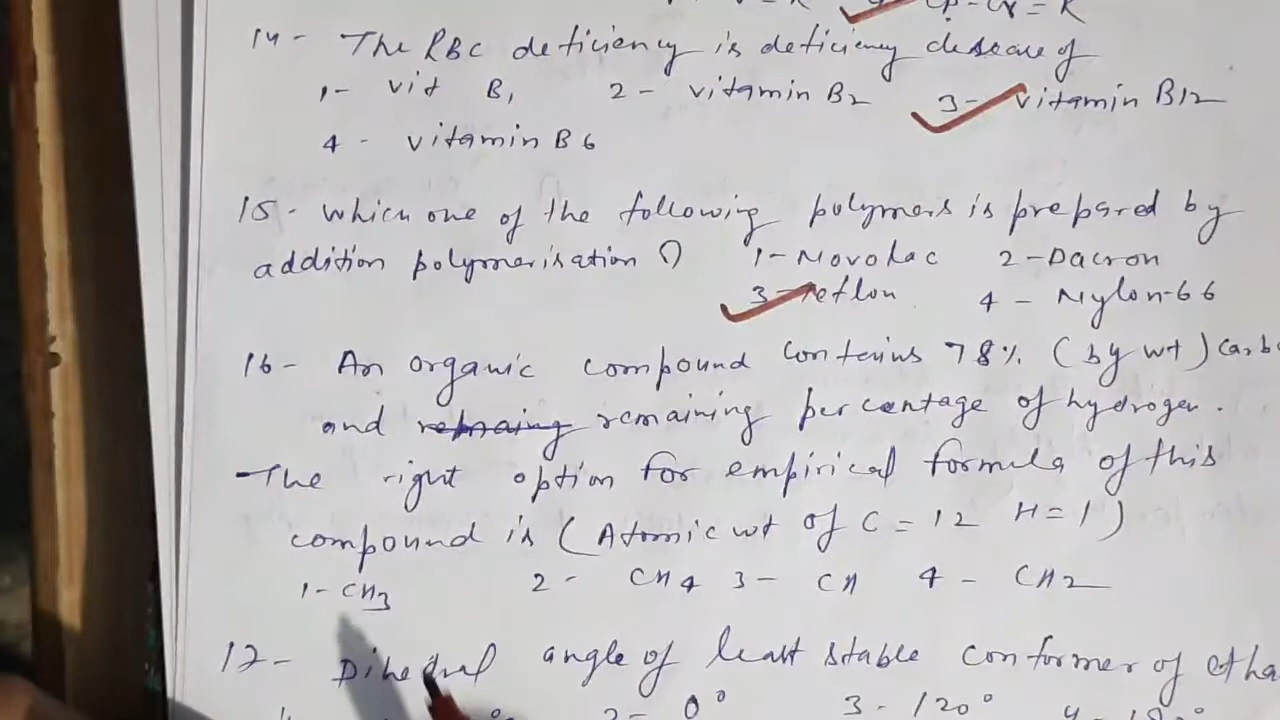 Cp-Cv = R
14- The RBC deficiency is deficiency desease of
1- vit B1 2- vitamin B2 3- vitamin B12
4- vitamin B6
15- which one of the following polymers is prepared by
addition polymerisation ? 1-Novolac 2-Dacron
3-Teflon 4- Nylon-66
16- An organic compound contains 78% (by wt)
and remaining percentage of hydrogen.
-The right option for empirical formula of this
compound is (Atomic wt of C = 12 H = 1)
1- CH3 2- CH4 3- CH 4- CH2
17- Dihedral angle of least stable conformer of
2- 0° 3- 120°